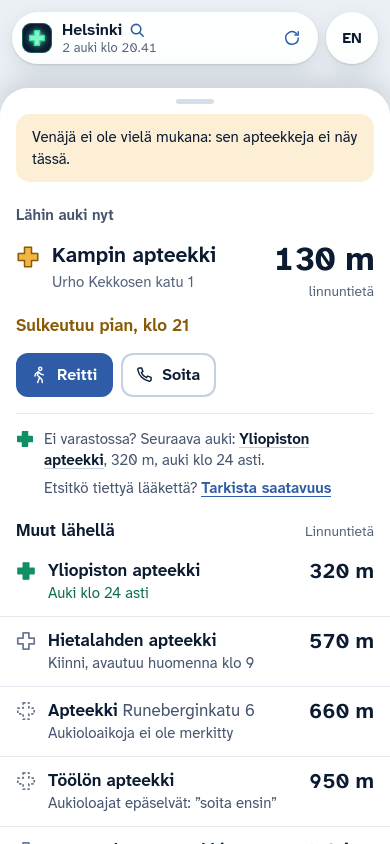 Helsinki
2 auki klo 20.41
EN
Venäjä ei ole vielä mukana: sen apteekkeja ei näy
tässä.
Lähin auki nyt
Kampin apteekki
130 m
Urho Kekkosen katu 1
linnuntietä
Sulkeutuu pian, klo 21
Reitti
Soita
Ei varastossa? Seuraava auki: Yliopiston
apteekki, 320 m, auki klo 24 asti.
Etsitkö tiettyä lääkettä? Tarkista saatavuus
Muut lähellä
Linnuntietä
Yliopiston apteekki
320 m
Auki klo 24 asti
Hietalahden apteekki
570 m
Kiinni, avautuu huomenna klo 9
Apteekki Runeberginkatu 6
660 m
Aukioloaikoja ei ole merkitty
Töölön apteekki
950 m
Aukioloajat epäselvät: ”soita ensin”